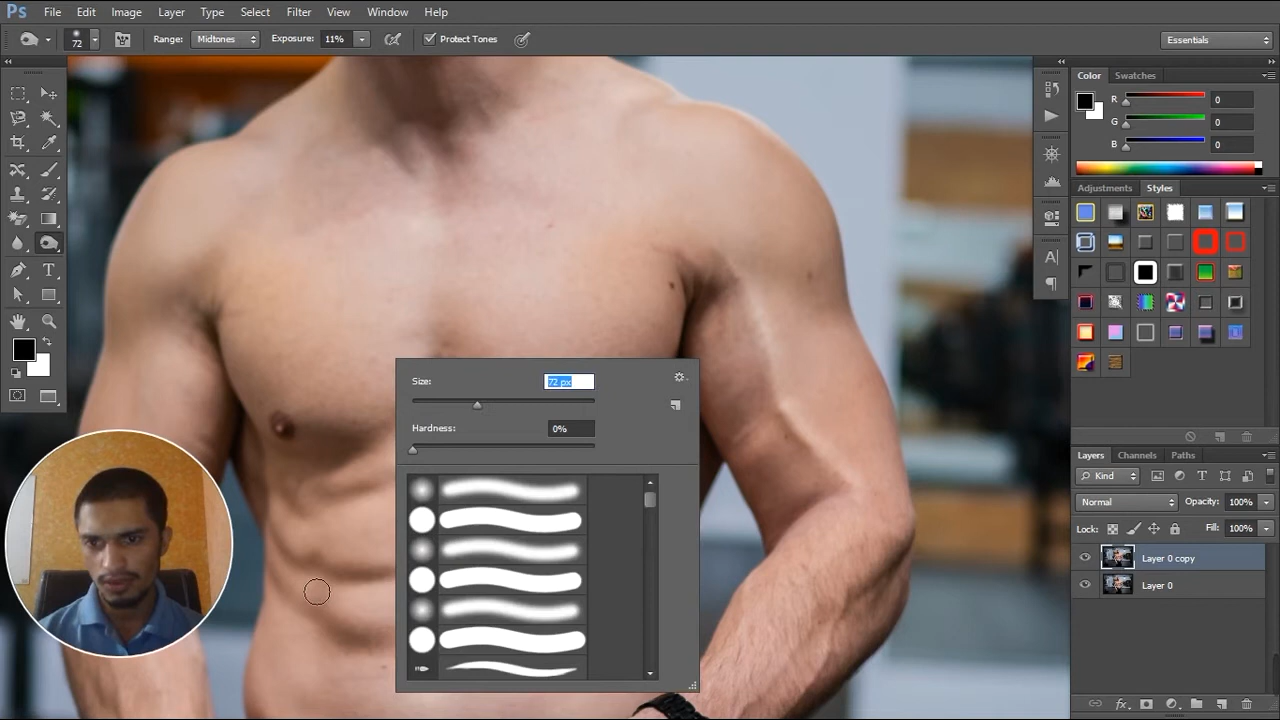 Ps File Edit Image Layer Type Select Filter View Window Help
72 Range: Midtones Exposure: 11% Protect Tones Essentials
Color Swatches
R 0
G 0
B 0
Adjustments Styles
Size: 72 px
Hardness: 0%
Layers Channels Paths
Kind
Normal Opacity: 100%
Lock: Fill: 100%
Layer 0 copy
Layer 0